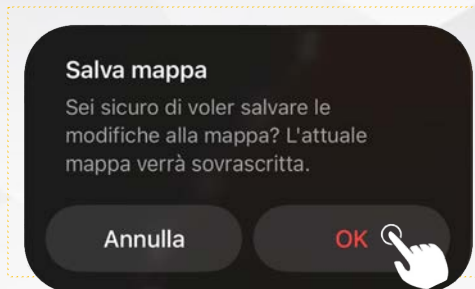 Salva mappa
Sei sicuro di voler salvare le
modifiche alla mappa? L'attuale
mappa verrà sovrascritta.
Annulla
OK